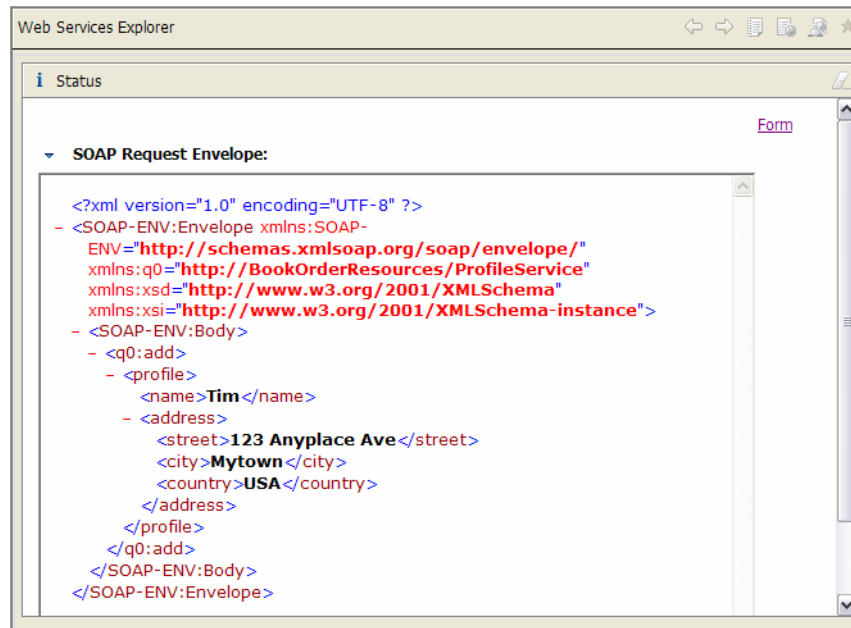 Web Services Explorer
i Status
Form
SOAP Request Envelope:
<?xml version="1.0" encoding="UTF-8" ?>
- <SOAP-ENV:Envelope xmlns:SOAP-
ENV="http://schemas.xmlsoap.org/soap/envelope/"
xmlns:q0="http://BookOrderResources/ProfileService"
xmlns:xsd="http://www.w3.org/2001/XMLSchema"
xmlns:xsi="http://www.w3.org/2001/XMLSchema-instance">
- <SOAP-ENV:Body>
- <q0:add>
- <profile>
<name>Tim</name>
- <address>
<street>123 Anyplace Ave</street>
<city>Mytown</city>
<country>USA</country>
</address>
</profile>
</q0:add>
</SOAP-ENV:Body>
</SOAP-ENV:Envelope>